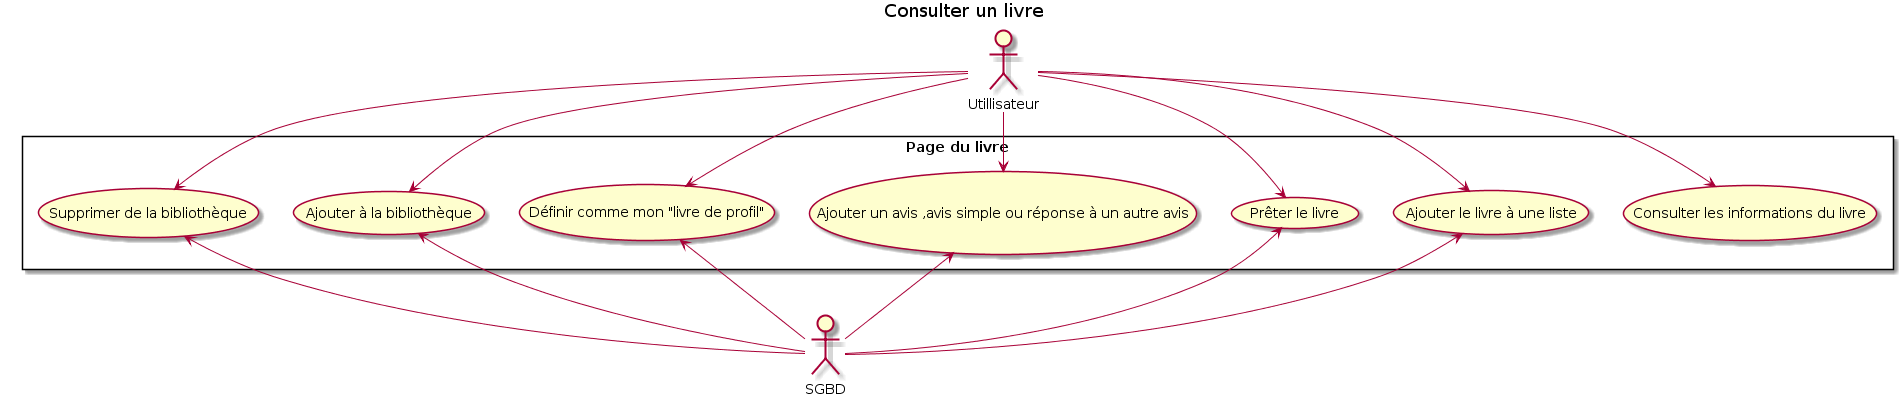 Consulter un livre
Utillisateur
Page du livre
Supprimer de la bibliothèque
Ajouter à la bibliothèque
Définir comme mon "livre de profil"
Ajouter un avis ,avis simple ou réponse à un autre avis
Prêter le livre
Ajouter le livre à une liste
Consulter les informations du livre
SGBD